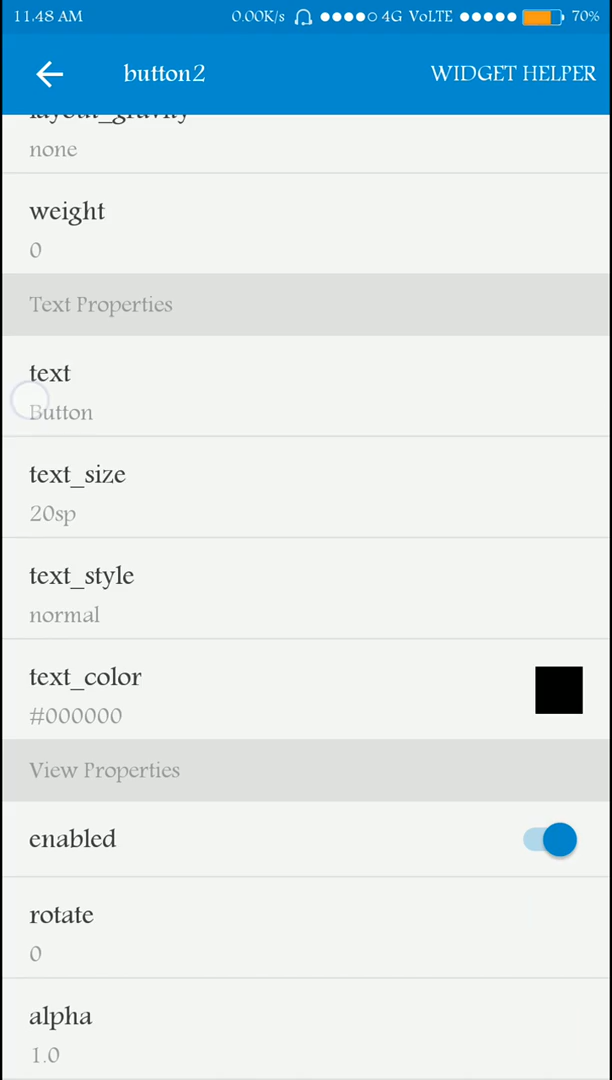 11.48 AM 0.00K/s 4G VoLTE 70%
button2 WIDGET HELPER
layout_gravity
none
weight
0
Text Properties
text
Button
text_size
20sp
text_style
normal
text_color
#000000
View Properties
enabled
rotate
0
alpha
1.0